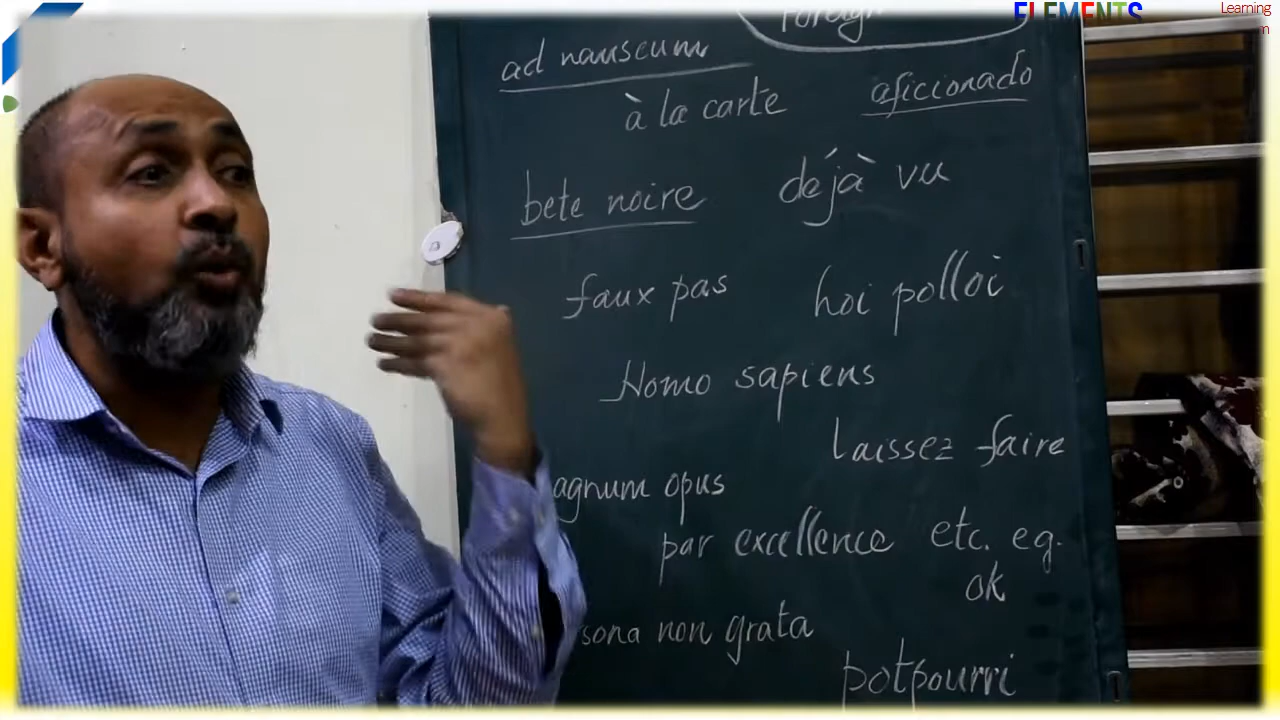 ELEMENTS
Learning
Foreign
ad nauseum
à la carte aficionado
bete noire déjà vu
faux pas hoi polloi
Homo sapiens
laissez faire
agnum opus
par excellence etc. eg.
ok
sona non grata
potpourri